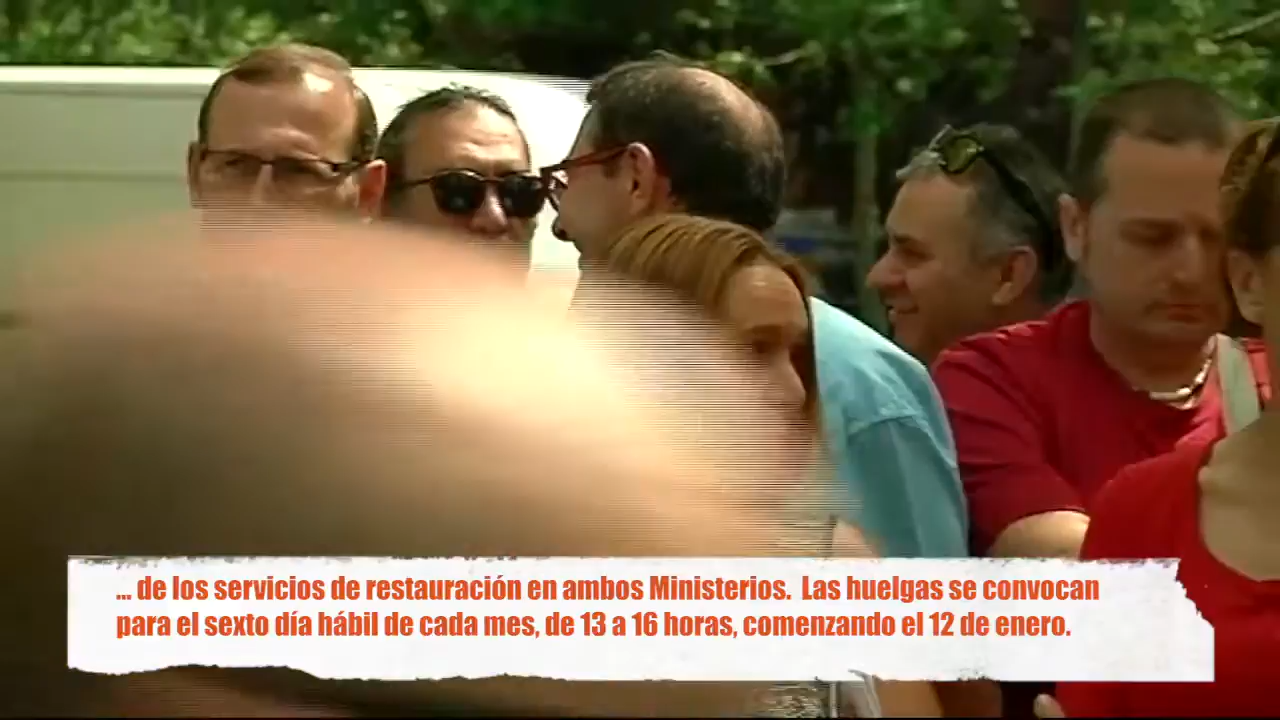 ... de los servicios de restauración en ambos Ministerios. Las huelgas se convocan
para el sexto día hábil de cada mes, de 13 a 16 horas, comenzando el 12 de enero.